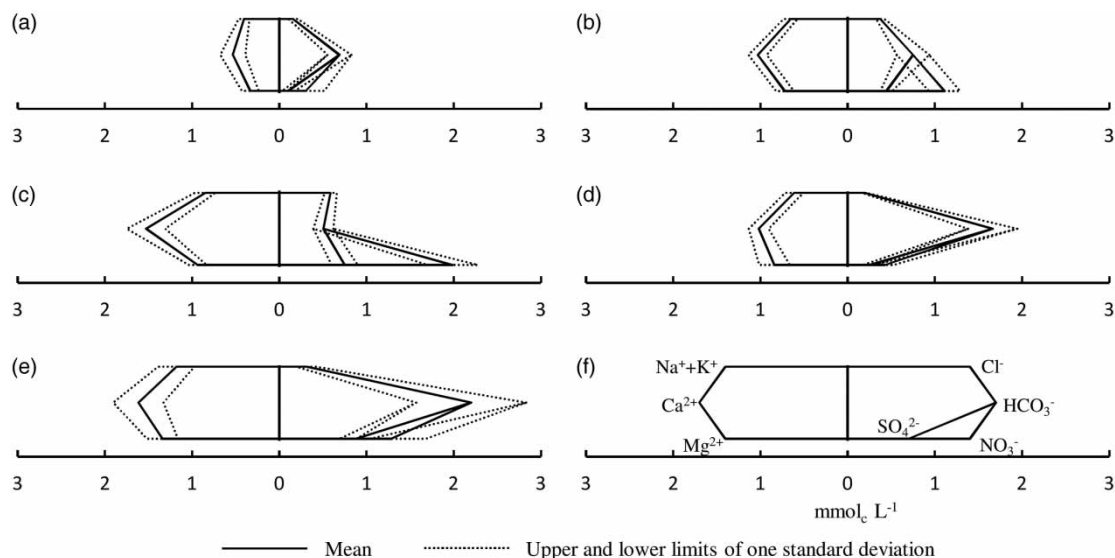 (a)
3 2 1 0 1 2 3
(b)
3 2 1 0 1 2 3
(c)
3 2 1 0 1 2 3
(d)
3 2 1 0 1 2 3
(e)
3 2 1 0 1 2 3
(f)
Na⁺+K⁺ Cl⁻
Ca²⁺ HCO₃⁻
SO₄²⁻
Mg²⁺ NO₃⁻
3 2 1 0 1 2 3
mmol_c L⁻¹
Mean Upper and lower limits of one standard deviation